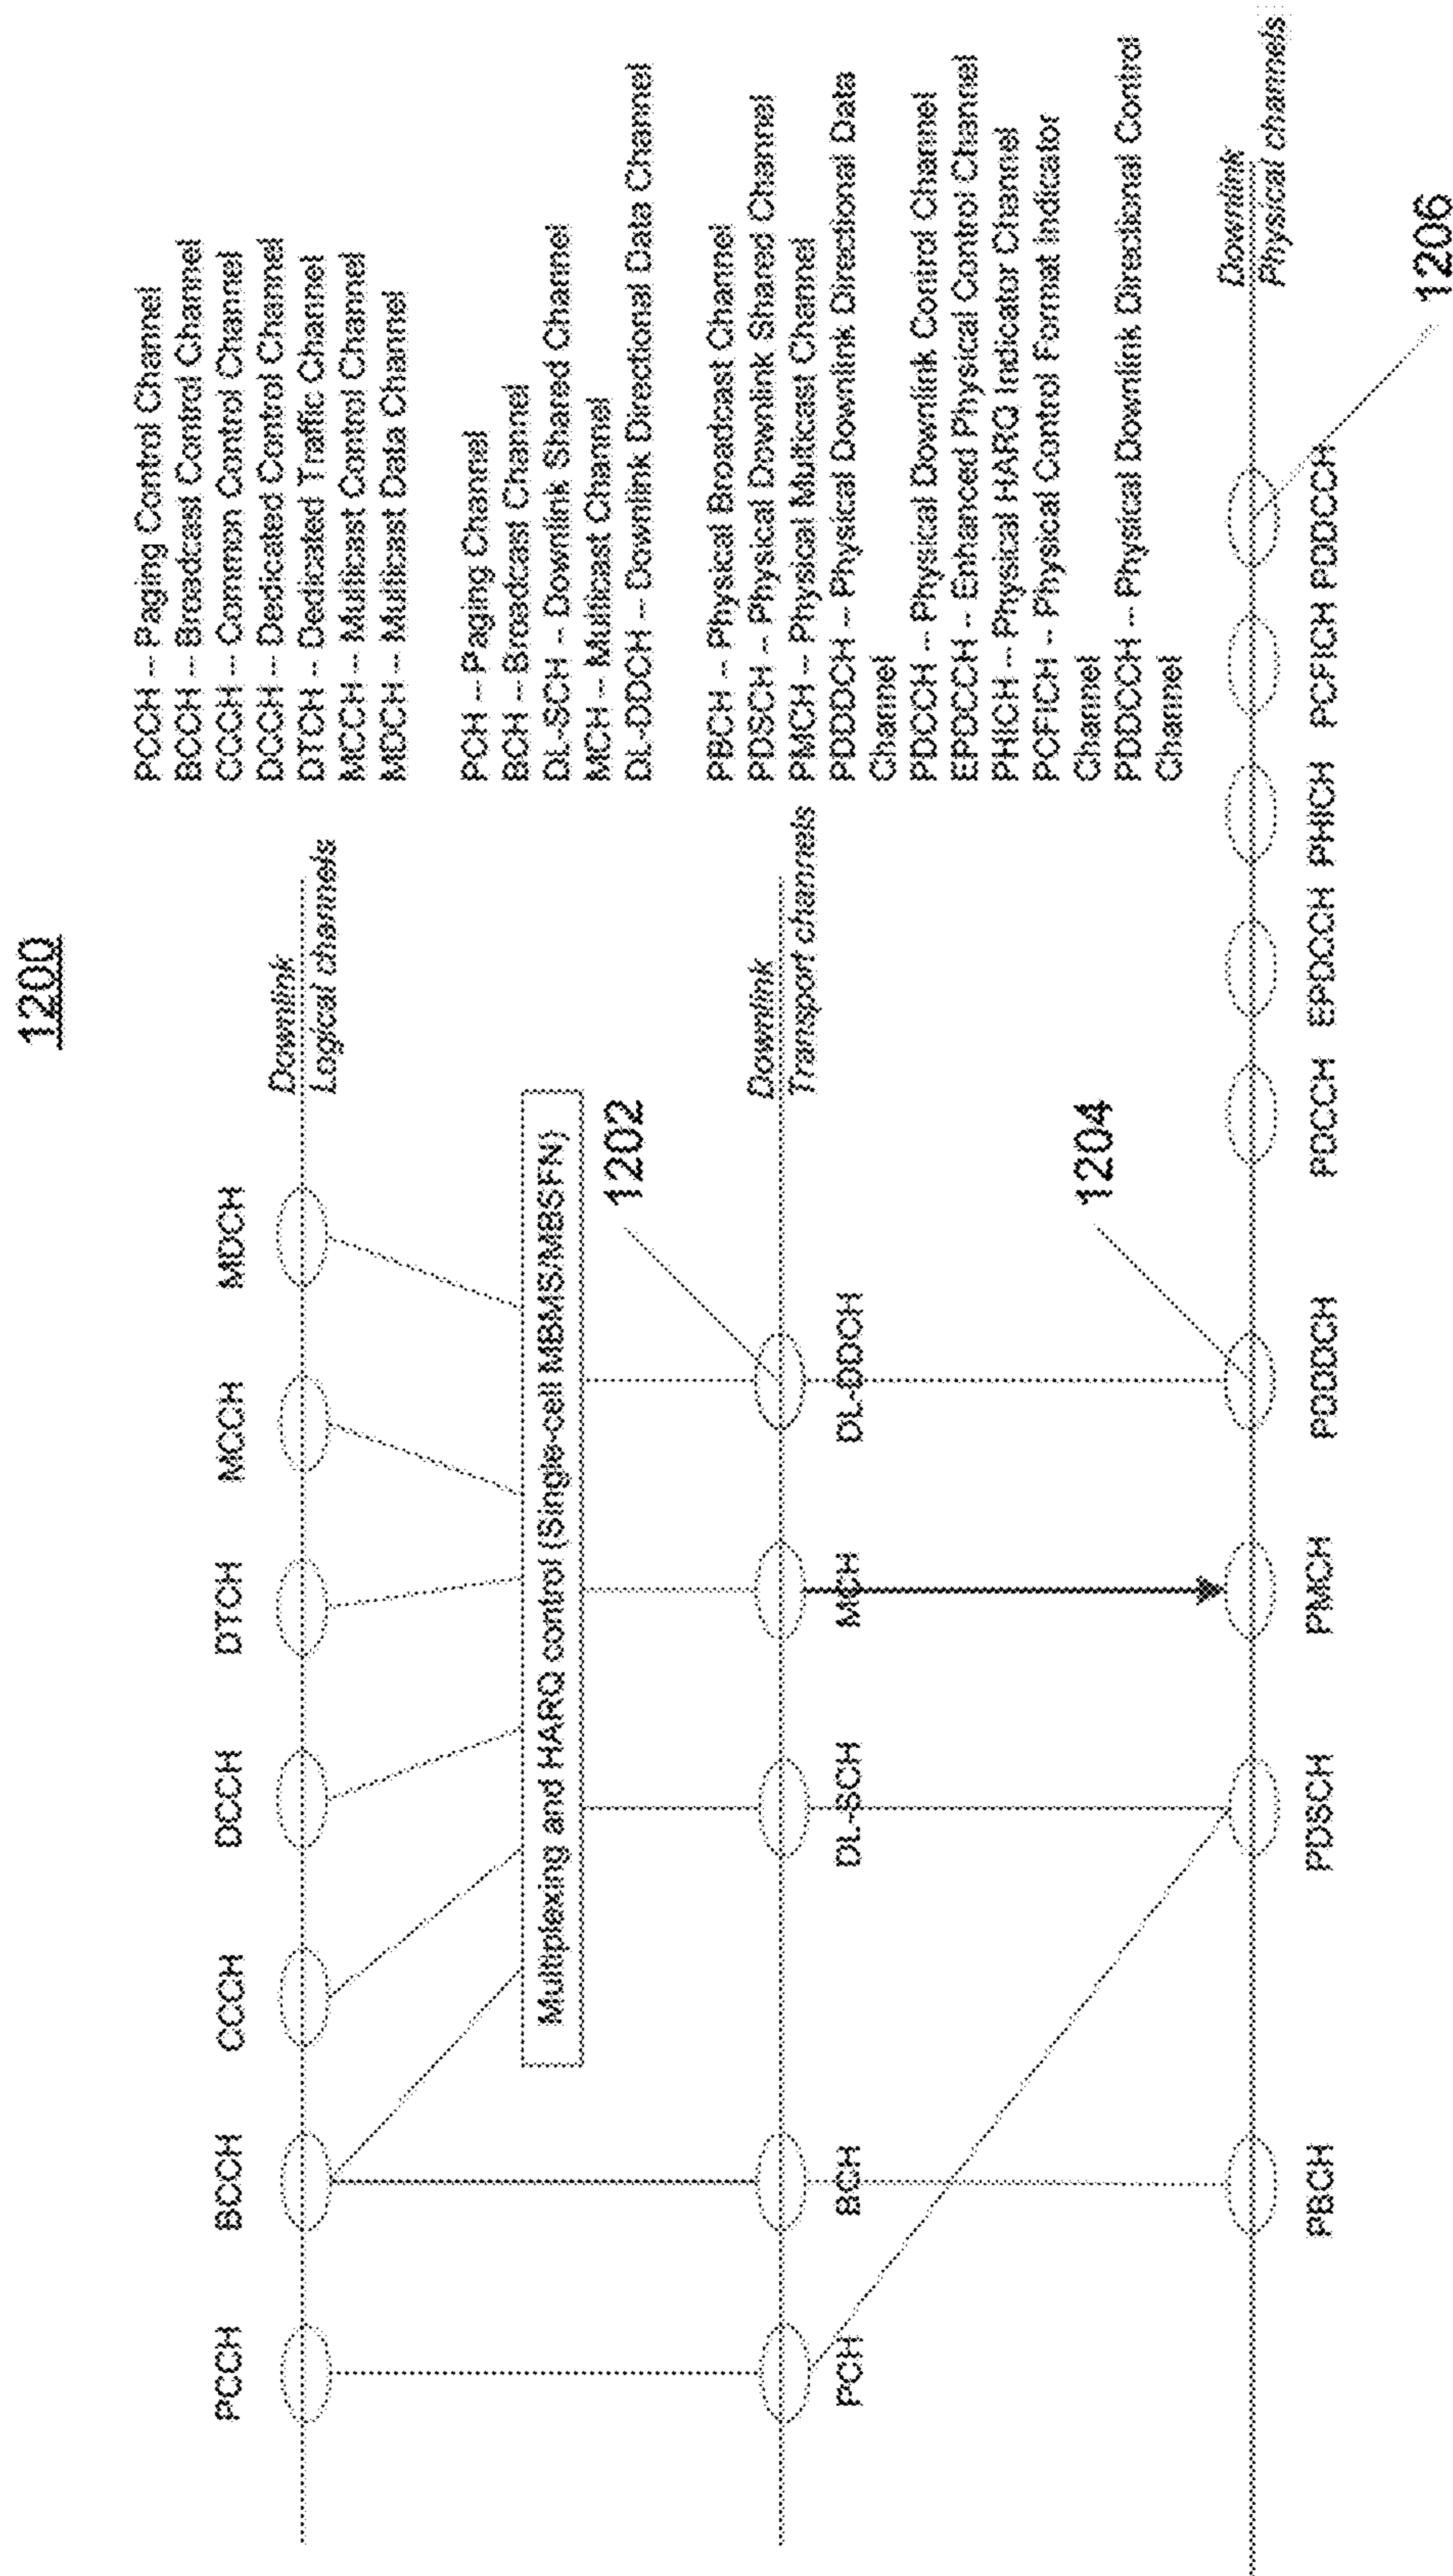 1200
PCCH
BCCH
CCCH
DCCH
DTCH
MCCH
MDCH
Downlink
Logical channels
Multiplexing and HARQ control (Single-cell MBMS/MBSFN)
1202
Downlink
Transport channels
PCH
BCH
DL-SCH
MCH
DL-DDCH
1204
Downlink
Physical channels
PBCH
PDSCH
PMCH
PDDDCH
PDCCH
EPDCCH
PHICH
PCFICH
PDDCCH
1206
PCCH -- Paging Control Channel
BCCH -- Broadcast Control Channel
CCCH -- Common Control Channel
DCCH -- Dedicated Control Channel
DTCH -- Dedicated Traffic Channel
MCCH -- Multicast Control Channel
MDCH -- Multicast Data Channel
PCH -- Paging Channel
BCH -- Broadcast Channel
DL-SCH -- Downlink Shared Channel
MCH -- Multicast Channel
DL-DDCH -- Downlink Directional Data Channel
PBCH -- Physical Broadcast Channel
PDSCH -- Physical Downlink Shared Channel
PMCH -- Physical Multicast Channel
PDDDCH -- Physical Downlink Directional Data
Channel
PDCCH -- Physical Downlink Control Channel
EPDCCH -- Enhanced Physical Control Channel
PHICH -- Physical HARQ Indicator Channel
PCFICH -- Physical Control Format Indicator
Channel
PDDCCH -- Physical Downlink Directional Control
Channel